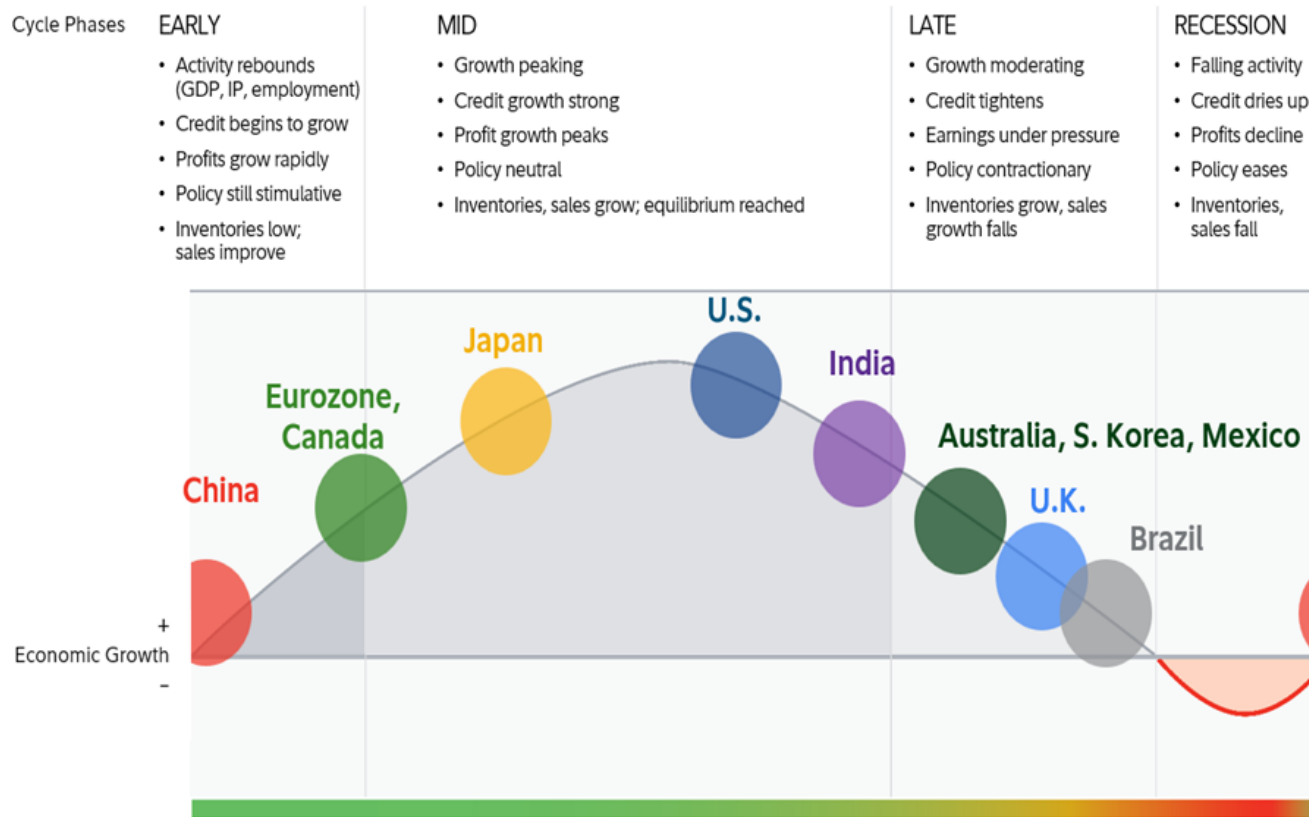 Cycle Phases
EARLY
• Activity rebounds
(GDP, IP, employment)
• Credit begins to grow
• Profits grow rapidly
• Policy still stimulative
• Inventories low;
sales improve
MID
• Growth peaking
• Credit growth strong
• Profit growth peaks
• Policy neutral
• Inventories, sales grow; equilibrium reached
LATE
• Growth moderating
• Credit tightens
• Earnings under pressure
• Policy contractionary
• Inventories grow, sales
growth falls
RECESSION
• Falling activity
• Credit dries up
• Profits decline
• Policy eases
• Inventories,
sales fall
China
Eurozone,
Canada
Japan
U.S.
India
Australia, S. Korea, Mexico
U.K.
Brazil
+
Economic Growth
–